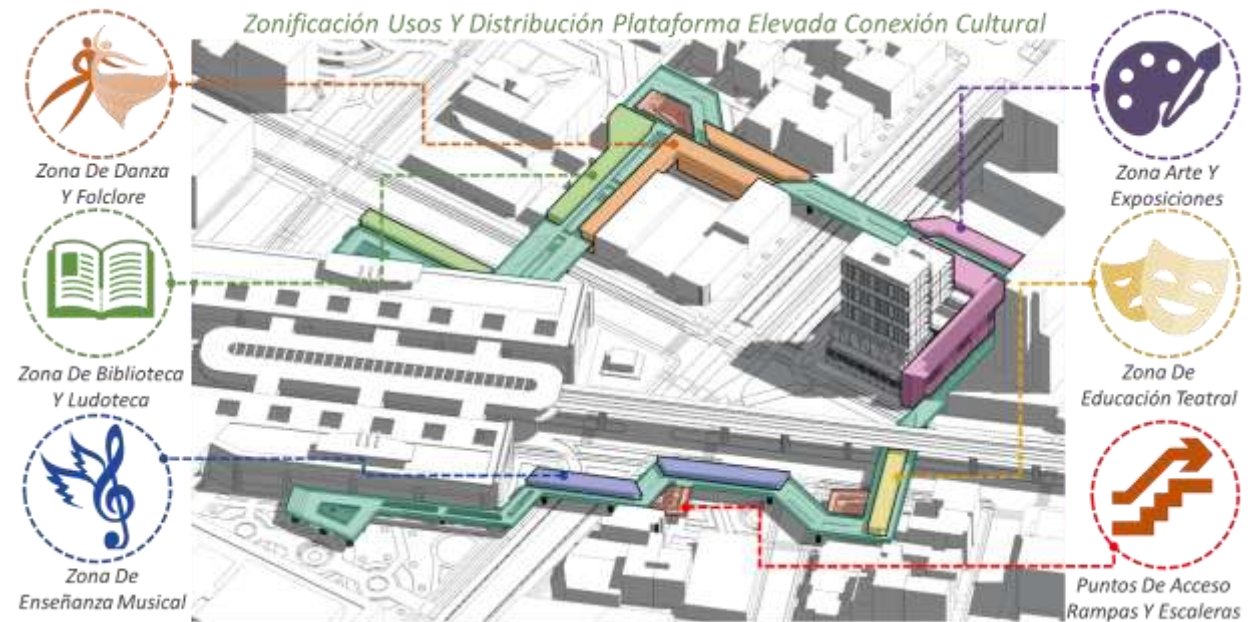 Zonificación Usos Y Distribución Plataforma Elevada Conexión Cultural
Zona De Danza
Y Folclore
Zona De Biblioteca
Y Ludoteca
Zona De
Enseñanza Musical
Zona Arte Y
Exposiciones
Zona De
Educación Teatral
Puntos De Acceso
Rampas Y Escaleras